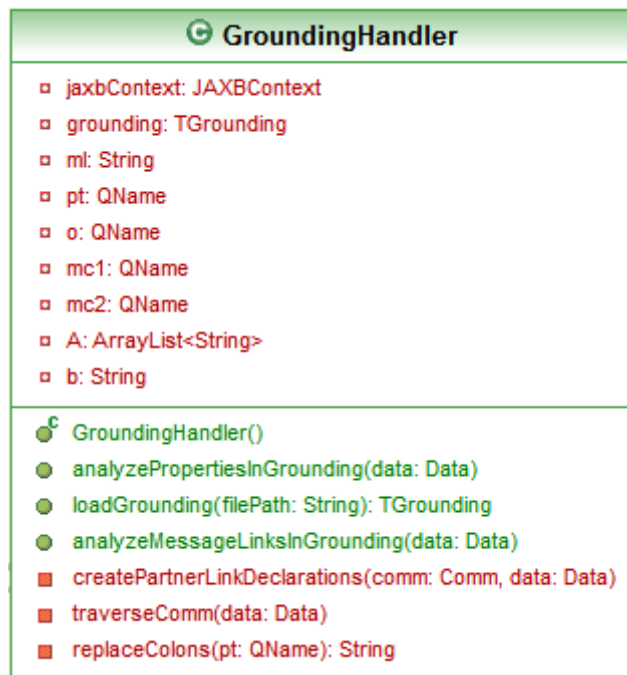 GroundingHandler
jaxbContext: JAXBContext
grounding: TGrounding
ml: String
pt: QName
o: QName
mc1: QName
mc2: QName
A: ArrayList<String>
b: String
GroundingHandler()
analyzePropertiesInGrounding(data: Data)
loadGrounding(filePath: String): TGrounding
analyzeMessageLinksInGrounding(data: Data)
createPartnerLinkDeclarations(comm: Comm, data: Data)
traverseComm(data: Data)
replaceColons(pt: QName): String